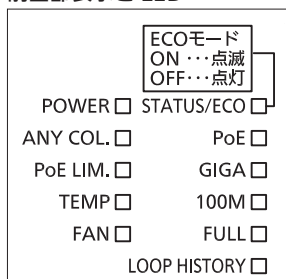 ECOモード
ON …点滅
OFF…点灯
POWER□ STATUS/ECO□
ANY COL.□ PoE□
PoE LIM.□ GIGA□
TEMP□ 100M□
FAN□ FULL□
LOOP HISTORY□